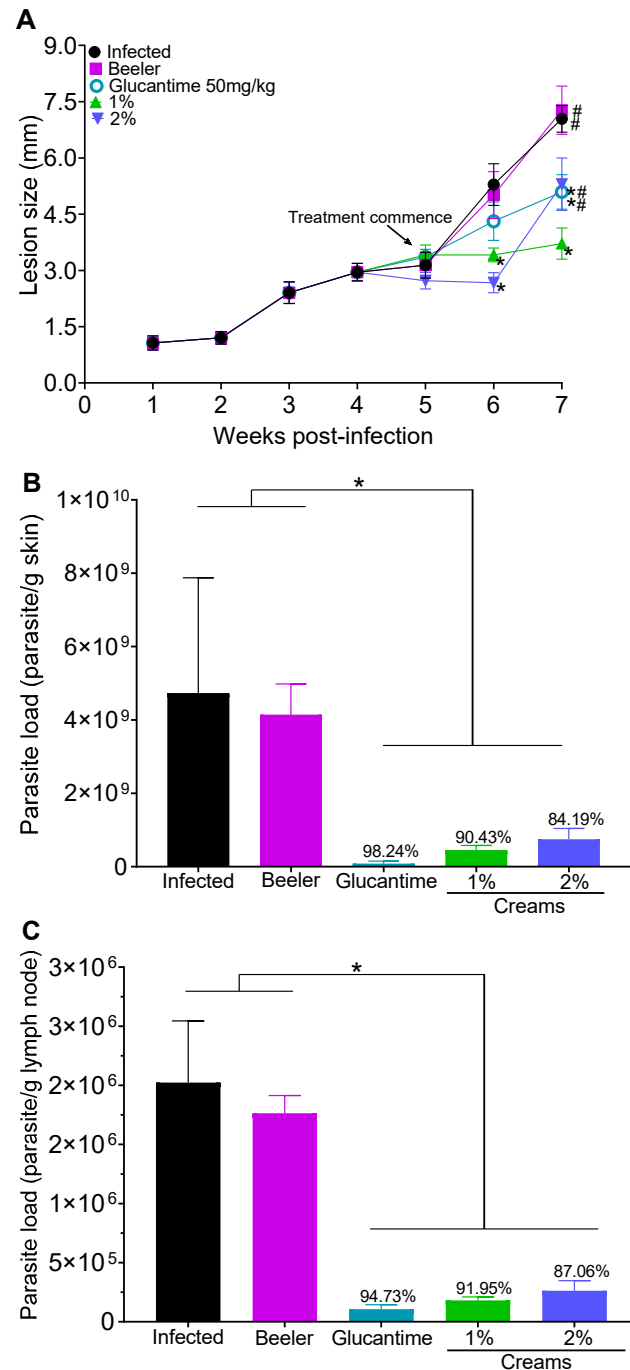 A
Infected
Beeler
Glucantime 50mg/kg
1%
2%
Treatment commence
Lesion size (mm)
9.0
7.5
6.0
4.5
3.0
1.5
0.0
0 1 2 3 4 5 6 7
Weeks post-infection
#
#
*#
*#
*
*
*
B
*
Parasite load (parasite/g skin)
1×10¹⁰
8×10⁹
6×10⁹
4×10⁹
2×10⁹
0
98.24% 90.43% 84.19%
Infected Beeler Glucantime 1% 2%
Creams
C
*
Parasite load (parasite/g lymph node)
3×10⁶
3×10⁶
2×10⁶
2×10⁶
1×10⁶
5×10⁵
0
94.73% 91.95% 87.06%
Infected Beeler Glucantime 1% 2%
Creams